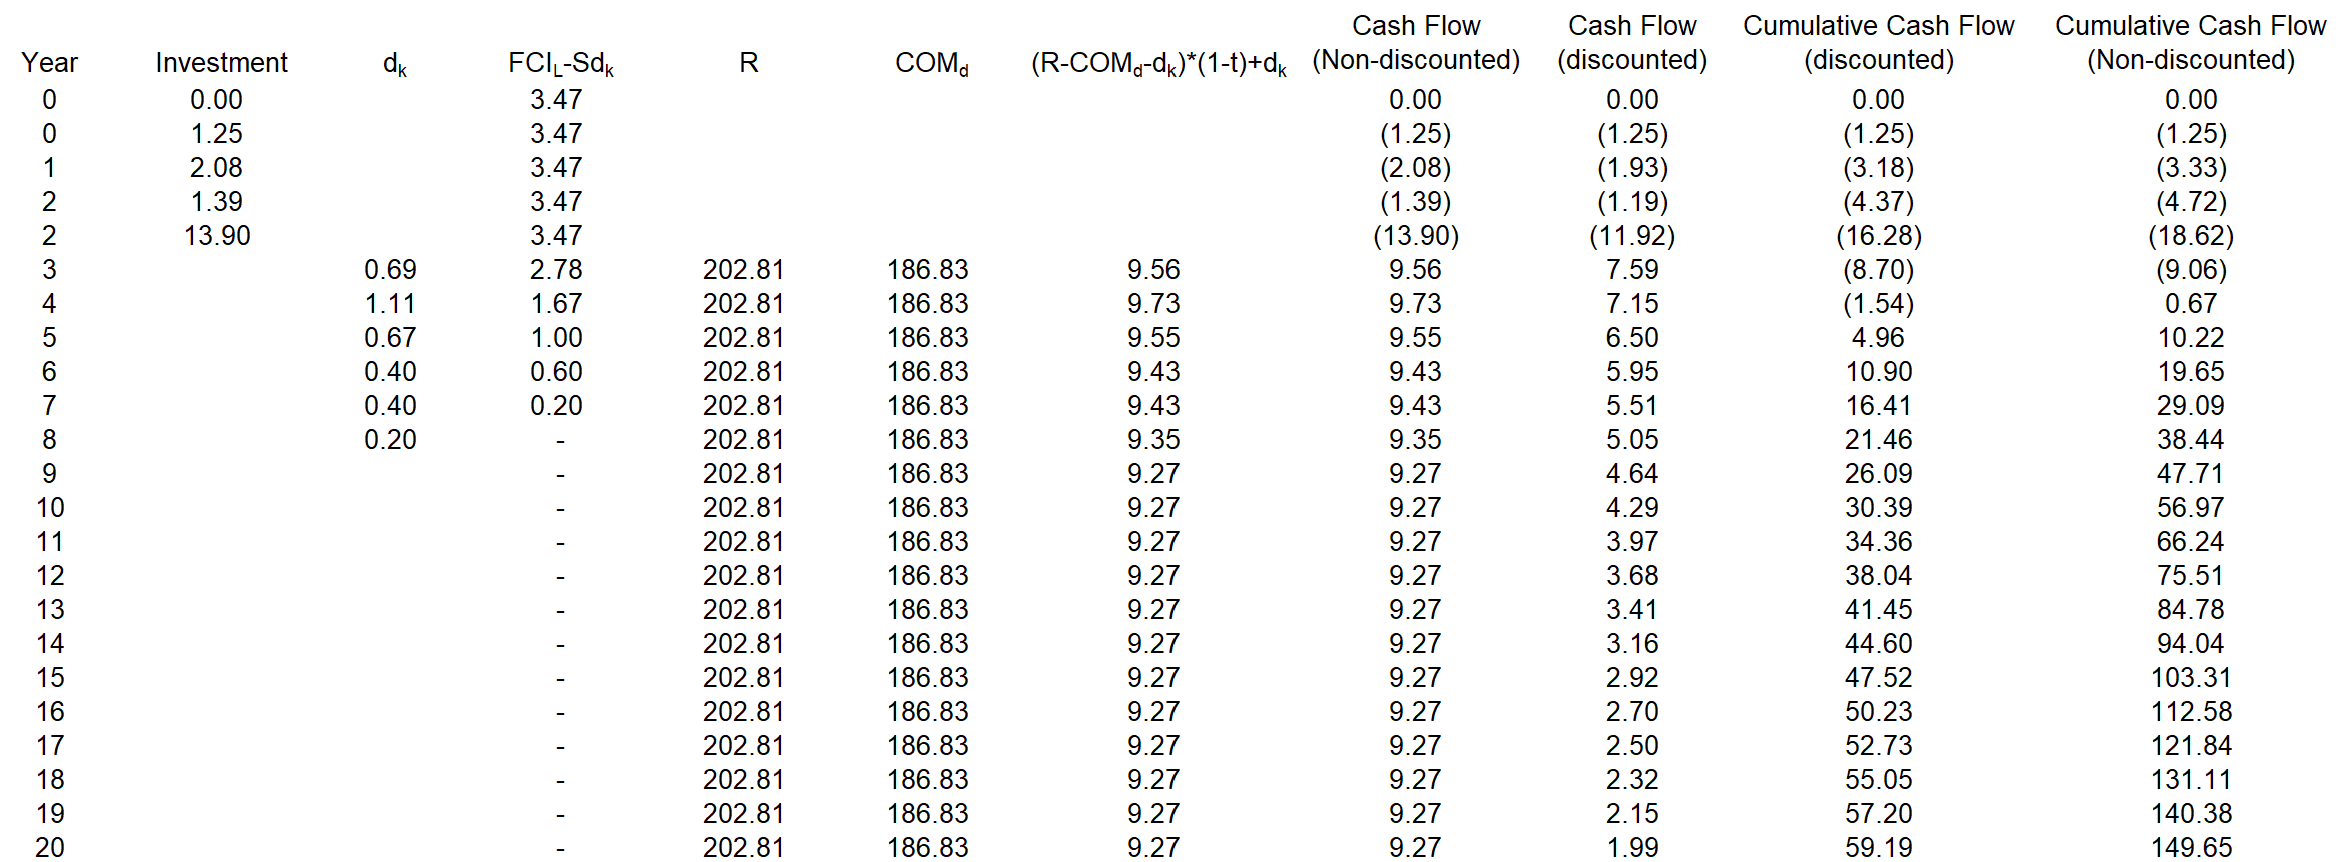 Year Investment dk FCIL-Sdk R COMd (R-COMd-dk)*(1-t)+dk Cash Flow (Non-discounted) Cash Flow (discounted) Cumulative Cash Flow (discounted) Cumulative Cash Flow (Non-discounted)
0 0.00 3.47 0.00 0.00 0.00 0.00
0 1.25 3.47 (1.25) (1.25) (1.25) (1.25)
1 2.08 3.47 (2.08) (1.93) (3.18) (3.33)
2 1.39 3.47 (1.39) (1.19) (4.37) (4.72)
2 13.90 3.47 (13.90) (11.92) (16.28) (18.62)
3 0.69 2.78 202.81 186.83 9.56 9.56 7.59 (8.70) (9.06)
4 1.11 1.67 202.81 186.83 9.73 9.73 7.15 (1.54) 0.67
5 0.67 1.00 202.81 186.83 9.55 9.55 6.50 4.96 10.22
6 0.40 0.60 202.81 186.83 9.43 9.43 5.95 10.90 19.65
7 0.40 0.20 202.81 186.83 9.43 9.43 5.51 16.41 29.09
8 0.20 - 202.81 186.83 9.35 9.35 5.05 21.46 38.44
9 - 202.81 186.83 9.27 9.27 4.64 26.09 47.71
10 - 202.81 186.83 9.27 9.27 4.29 30.39 56.97
11 - 202.81 186.83 9.27 9.27 3.97 34.36 66.24
12 - 202.81 186.83 9.27 9.27 3.68 38.04 75.51
13 - 202.81 186.83 9.27 9.27 3.41 41.45 84.78
14 - 202.81 186.83 9.27 9.27 3.16 44.60 94.04
15 - 202.81 186.83 9.27 9.27 2.92 47.52 103.31
16 - 202.81 186.83 9.27 9.27 2.70 50.23 112.58
17 - 202.81 186.83 9.27 9.27 2.50 52.73 121.84
18 - 202.81 186.83 9.27 9.27 2.32 55.05 131.11
19 - 202.81 186.83 9.27 9.27 2.15 57.20 140.38
20 - 202.81 186.83 9.27 9.27 1.99 59.19 149.65